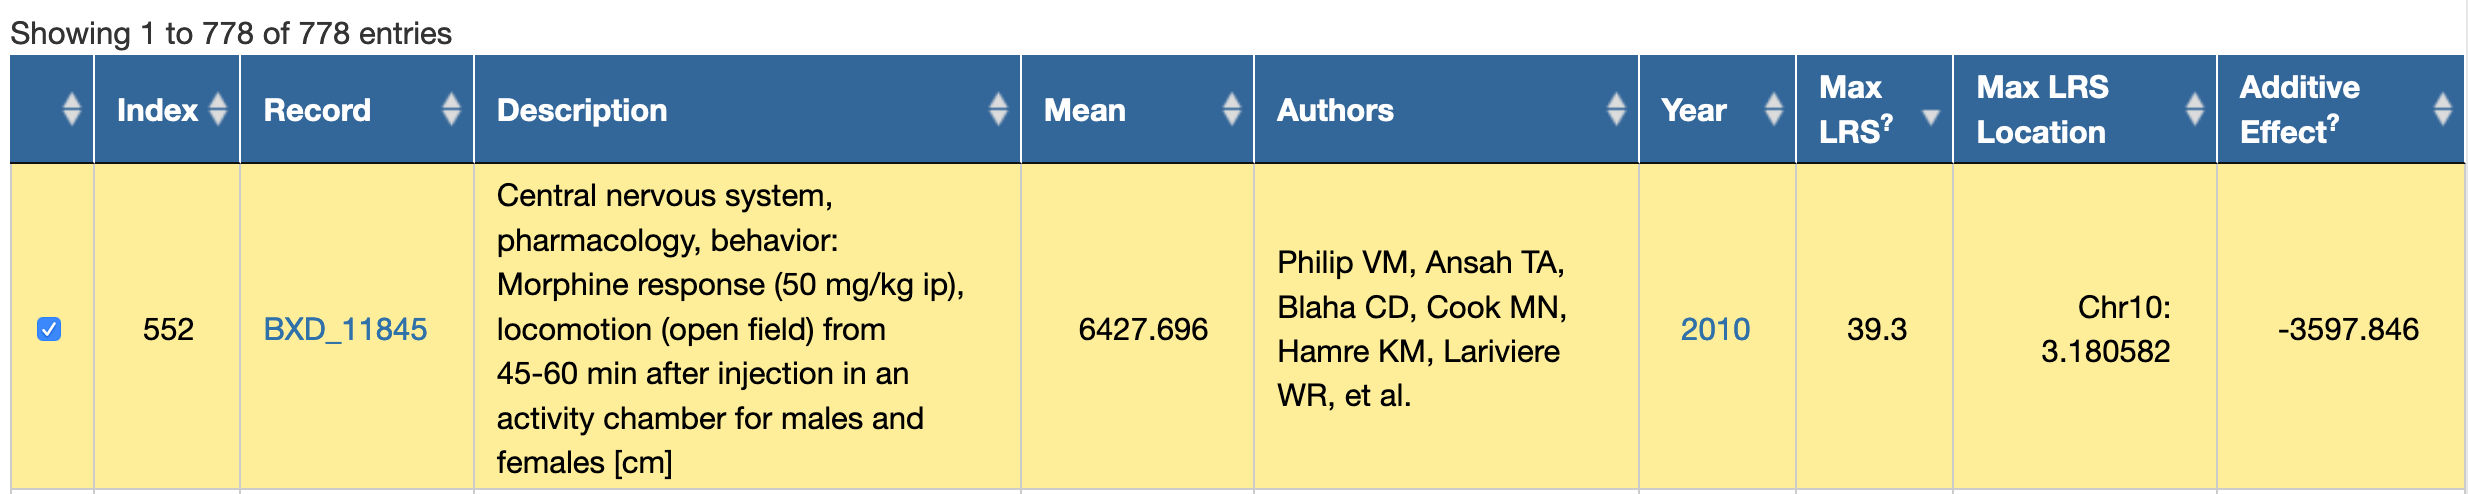 Showing 1 to 778 of 778 entries
Index
Record
Description
Mean
Authors
Year
Max
LRS?
Max LRS
Location
Additive
Effect?
552
BXD_11845
Central nervous system,
pharmacology, behavior:
Morphine response (50 mg/kg ip),
locomotion (open field) from
45-60 min after injection in an
activity chamber for males and
females [cm]
6427.696
Philip VM, Ansah TA,
Blaha CD, Cook MN,
Hamre KM, Lariviere
WR, et al.
2010
39.3
Chr10:
3.180582
-3597.846